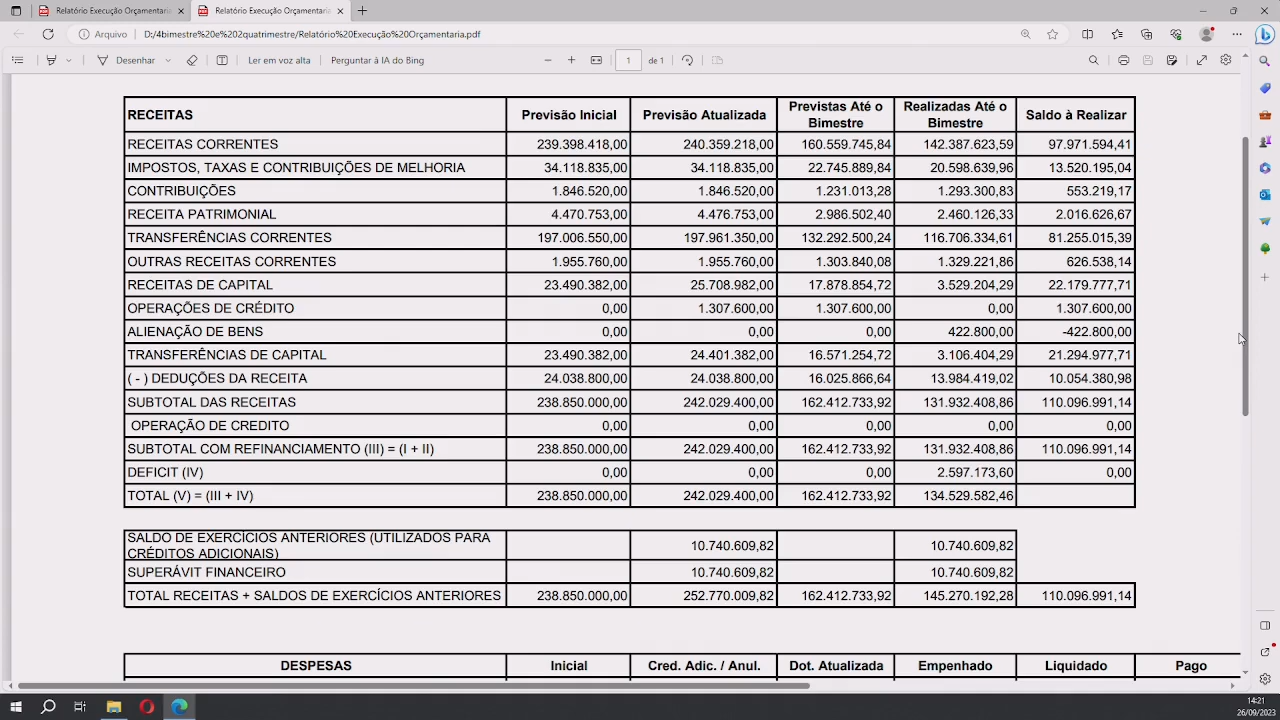 Relatório Execução Orçamentaria
Relatório Execução Orçamentaria
Arquivo D:/4bimestre%20e%202quatrimestre/Relatório%20Execução%20Orçamentaria.pdf
Desenhar Ler em voz alta Perguntar à IA do Bing 1 de 1
RECEITAS Previsão Inicial Previsão Atualizada Previstas Até o Bimestre Realizadas Até o Bimestre Saldo à Realizar
RECEITAS CORRENTES 239.398.418,00 240.359.218,00 160.559.745,84 142.387.623,59 97.971.594,41
IMPOSTOS, TAXAS E CONTRIBUIÇÕES DE MELHORIA 34.118.835,00 34.118.835,00 22.745.889,84 20.598.639,96 13.520.195,04
CONTRIBUIÇÕES 1.846.520,00 1.846.520,00 1.231.013,28 1.293.300,83 553.219,17
RECEITA PATRIMONIAL 4.470.753,00 4.476.753,00 2.986.502,40 2.460.126,33 2.016.626,67
TRANSFERÊNCIAS CORRENTES 197.006.550,00 197.961.350,00 132.292.500,24 116.706.334,61 81.255.015,39
OUTRAS RECEITAS CORRENTES 1.955.760,00 1.955.760,00 1.303.840,08 1.329.221,86 626.538,14
RECEITAS DE CAPITAL 23.490.382,00 25.708.982,00 17.878.854,72 3.529.204,29 22.179.777,71
OPERAÇÕES DE CRÉDITO 0,00 1.307.600,00 1.307.600,00 0,00 1.307.600,00
ALIENAÇÃO DE BENS 0,00 0,00 0,00 422.800,00 -422.800,00
TRANSFERÊNCIAS DE CAPITAL 23.490.382,00 24.401.382,00 16.571.254,72 3.106.404,29 21.294.977,71
( - ) DEDUÇÕES DA RECEITA 24.038.800,00 24.038.800,00 16.025.866,64 13.984.419,02 10.054.380,98
SUBTOTAL DAS RECEITAS 238.850.000,00 242.029.400,00 162.412.733,92 131.932.408,86 110.096.991,14
OPERAÇÃO DE CREDITO 0,00 0,00 0,00 0,00 0,00
SUBTOTAL COM REFINANCIAMENTO (III) = (I + II) 238.850.000,00 242.029.400,00 162.412.733,92 131.932.408,86 110.096.991,14
DEFICIT (IV) 0,00 0,00 0,00 2.597.173,60 0,00
TOTAL (V) = (III + IV) 238.850.000,00 242.029.400,00 162.412.733,92 134.529.582,46
SALDO DE EXERCÍCIOS ANTERIORES (UTILIZADOS PARA
CRÉDITOS ADICIONAIS) 10.740.609,82 10.740.609,82
SUPERÁVIT FINANCEIRO 10.740.609,82 10.740.609,82
TOTAL RECEITAS + SALDOS DE EXERCÍCIOS ANTERIORES 238.850.000,00 252.770.009,82 162.412.733,92 145.270.192,28 110.096.991,14
DESPESAS Inicial Cred. Adic. / Anul. Dot. Atualizada Empenhado Liquidado Pago
14:21
26/09/2023